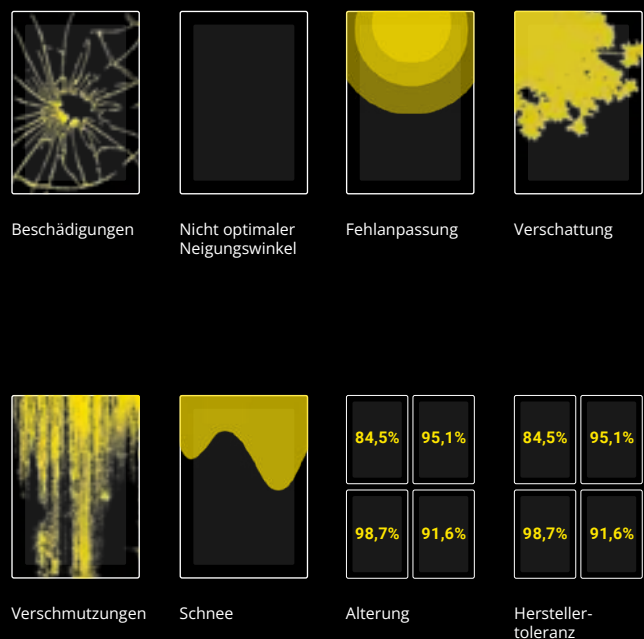 Beschädigungen
Nicht optimaler
Neigungswinkel
Fehlanpassung
Verschattung
84,5% 95,1%
98,7% 91,6%
84,5% 95,1%
98,7% 91,6%
Verschmutzungen
Schnee
Alterung
Hersteller-
toleranz